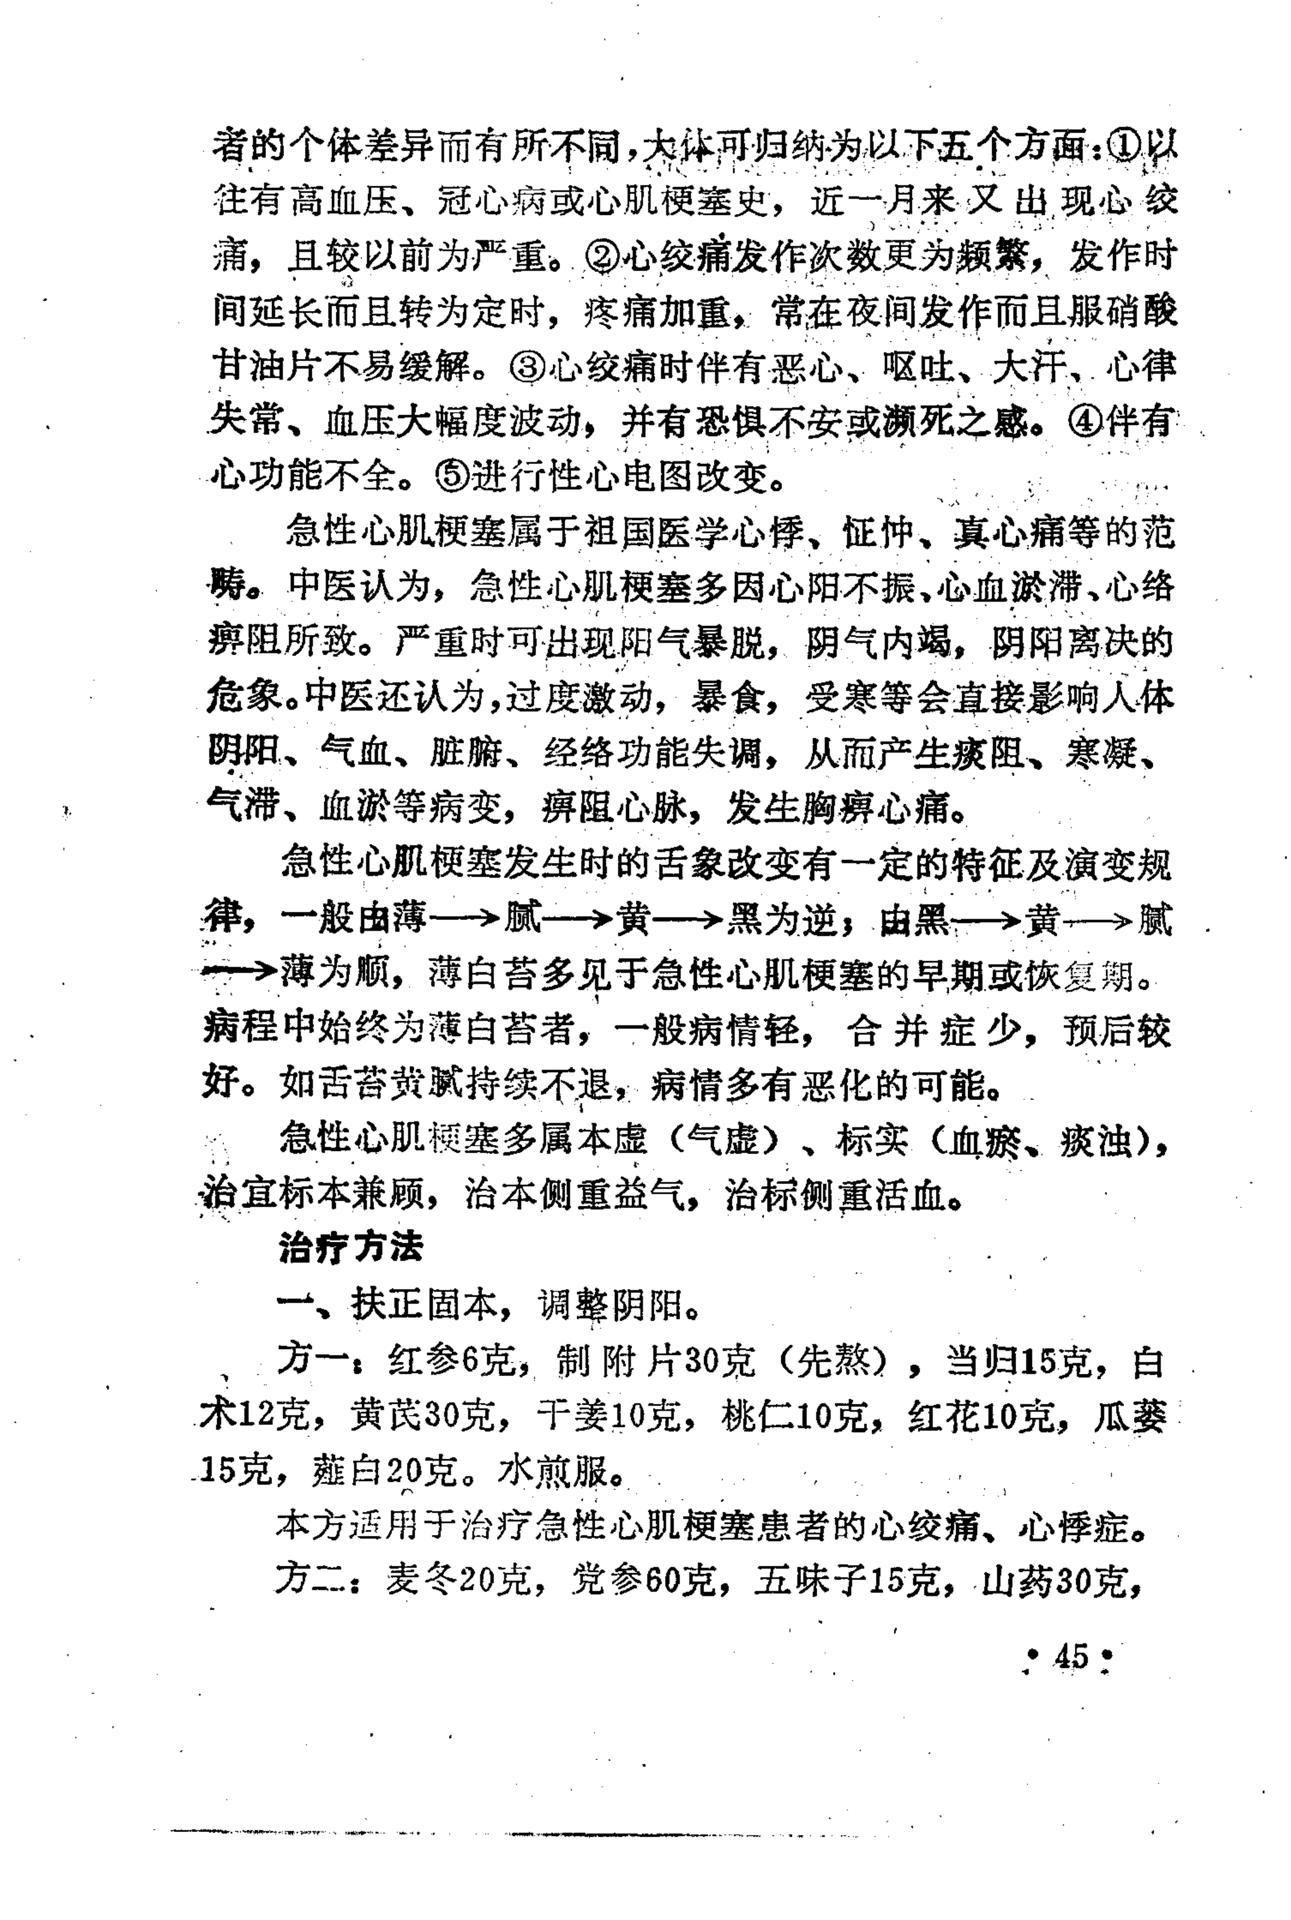 者的个体差异而有所不同，大体可归纳为以下五个方面：①以
往有高血压、冠心病或心肌梗塞史，近一月来又出现心绞
痛，且较以前为严重。②心绞痛发作次数更为频繁，发作时
间延长而且转为定时，疼痛加重，常在夜间发作而且服硝酸
甘油片不易缓解。③心绞痛时伴有恶心、呕吐、大汗、心律
失常、血压大幅度波动，并有恐惧不安或濒死之感。④伴有
心功能不全。⑤进行性心电图改变。
急性心肌梗塞属于祖国医学心悸、怔忡、真心痛等的范
畴。中医认为，急性心肌梗塞多因心阳不振、心血淤滞、心络
痹阻所致。严重时可出现阳气暴脱，阴气内竭，阴阳离决的
危象。中医还认为，过度激动，暴食，受寒等会直接影响人体
阴阳、气血、脏腑、经络功能失调，从而产生痰阻、寒凝、
气滞、血淤等病变，痹阻心脉，发生胸痹心痛。
急性心肌梗塞发生时的舌象改变有一定的特征及演变规
律，一般由薄→腻→黄→黑为逆；由黑→黄→腻
→薄为顺，薄白苔多见于急性心肌梗塞的早期或恢复期。
病程中始终为薄白苔者，一般病情轻，合并症少，预后较
好。如舌苔黄腻持续不退，病情多有恶化的可能。
急性心肌梗塞多属本虚（气虚）、标实（血瘀、痰浊），
治宜标本兼顾，治本侧重益气，治标侧重活血。
治疗方法
一、扶正固本，调整阴阳。
方一：红参6克，制附片30克（先熬），当归15克，白
术12克，黄芪30克，干姜10克，桃仁10克，红花10克，瓜蒌
15克，薤白20克。水煎服。
本方适用于治疗急性心肌梗塞患者的心绞痛、心悸症。
方二：麦冬20克，党参60克，五味子15克，山药30克，
• 45 •